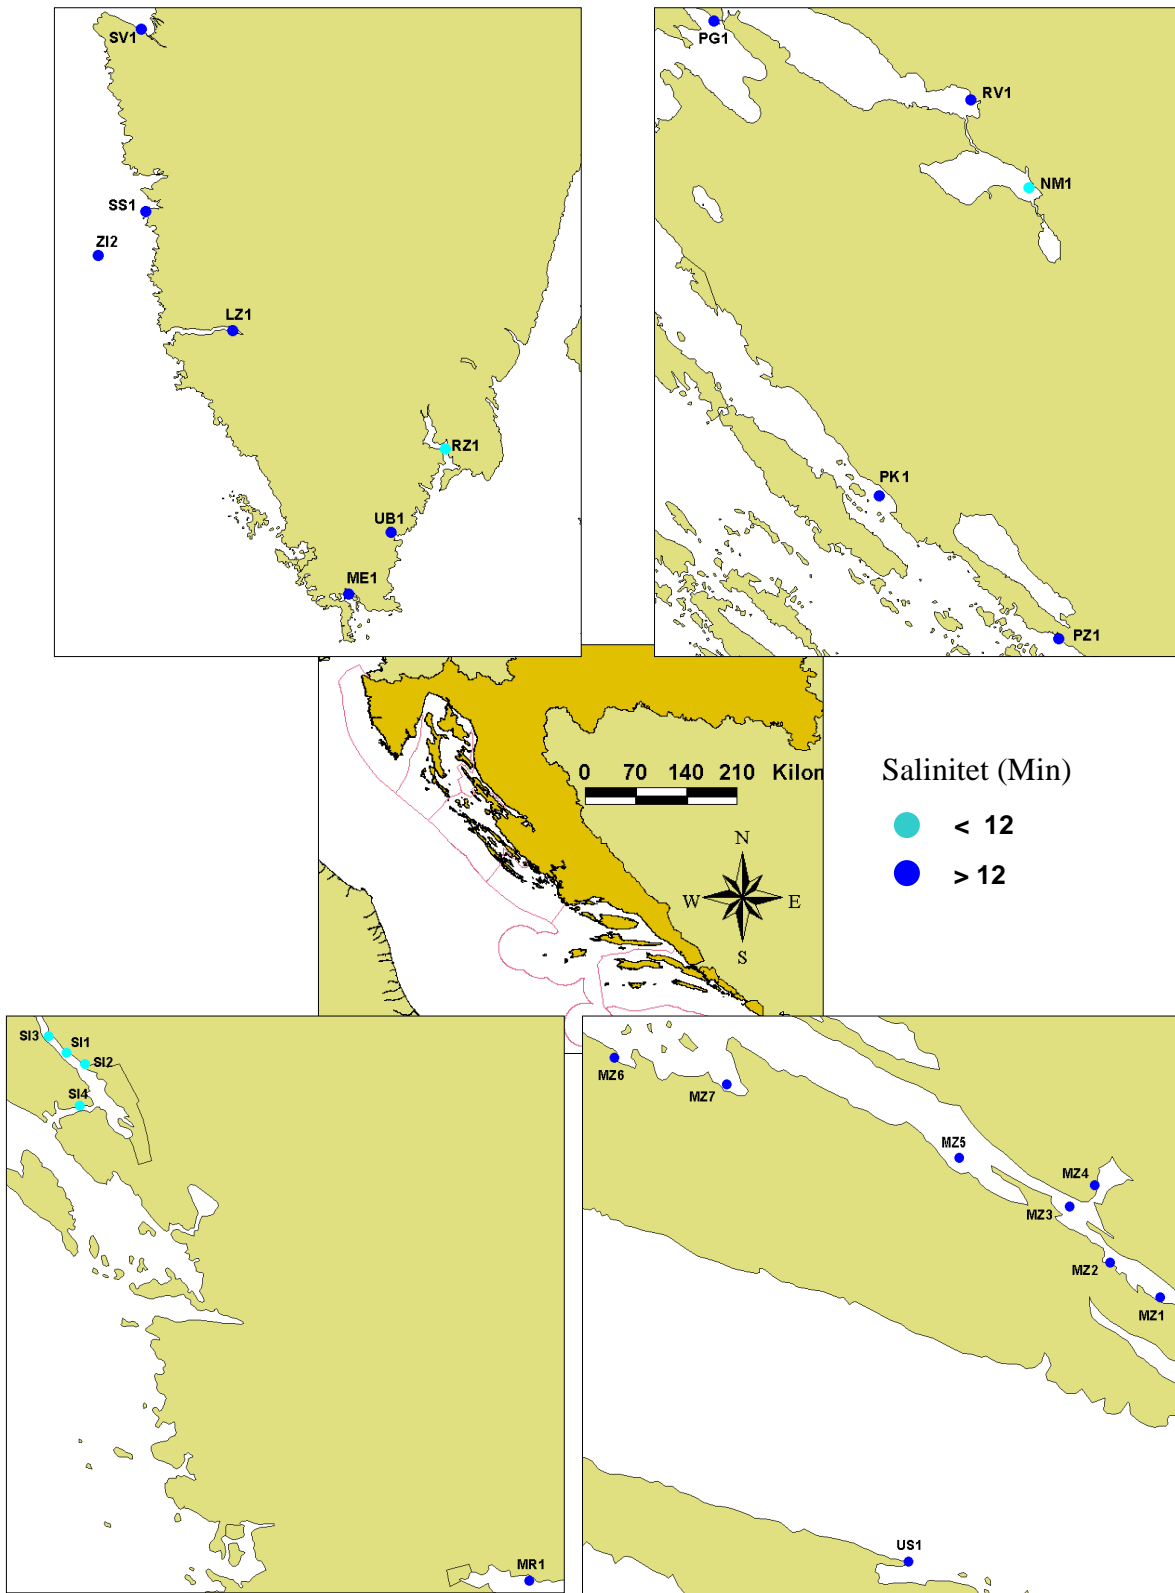 SV1
SS1
ZI2
LZ1
RZ1
UB1
ME1
PG1
RV1
NM1
PK1
PZ1
0 70 140 210 Kilom
N
W E
S
Salinitet (Min)
< 12
> 12
SI3
SI1
SI2
SI4
MR1
MZ6
MZ7
MZ5
MZ4
MZ3
MZ2
MZ1
US1